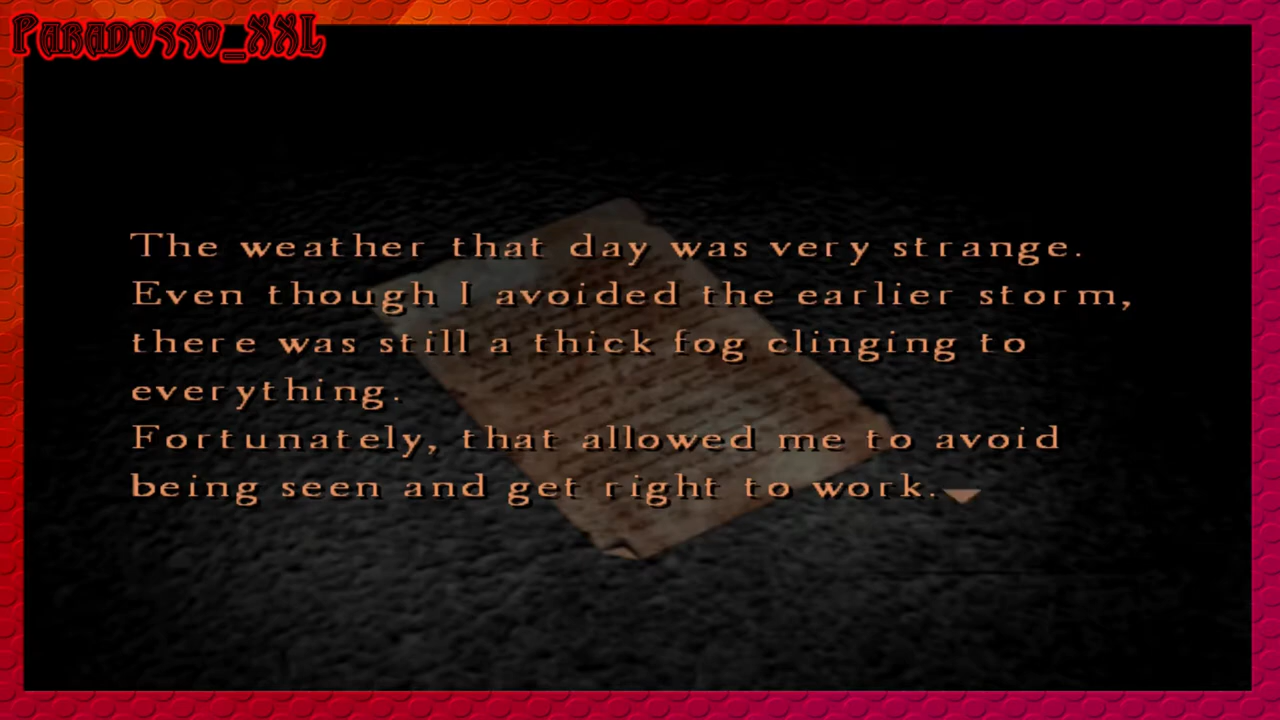 Paradosso_XXL
The weather that day was very strange.
Even though I avoided the earlier storm,
there was still a thick fog clinging to
everything.
Fortunately, that allowed me to avoid
being seen and get right to work.